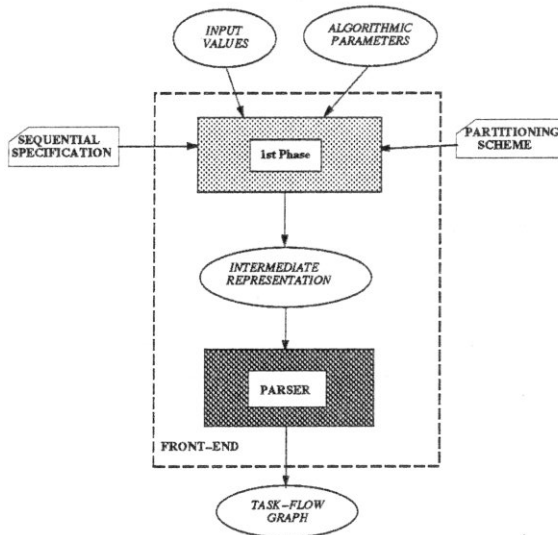 INPUT
VALUES
ALGORITHMIC
PARAMETERS
SEQUENTIAL
SPECIFICATION
1st Phase
PARTITIONING
SCHEME
INTERMEDIATE
REPRESENTATION
PARSER
FRONT-END
TASK-FLOW
GRAPH